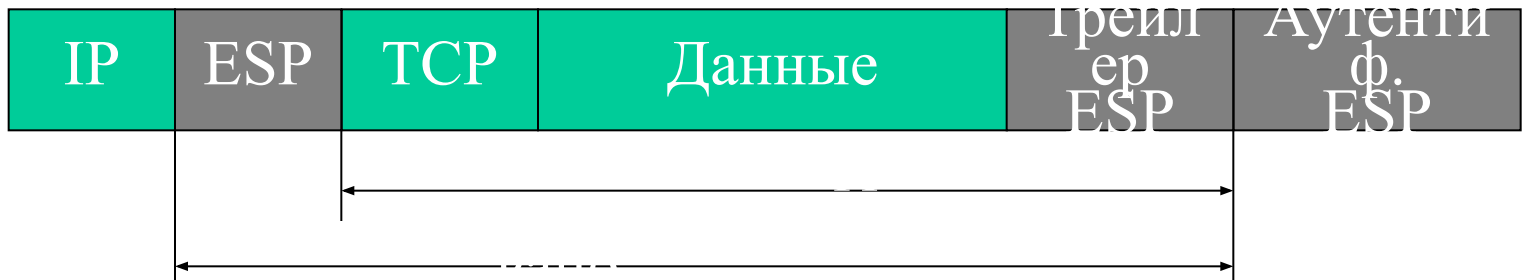 IP
ESP
TCP
Данные
Трейл
ер
ESP
Аутенти
ф.
ESP